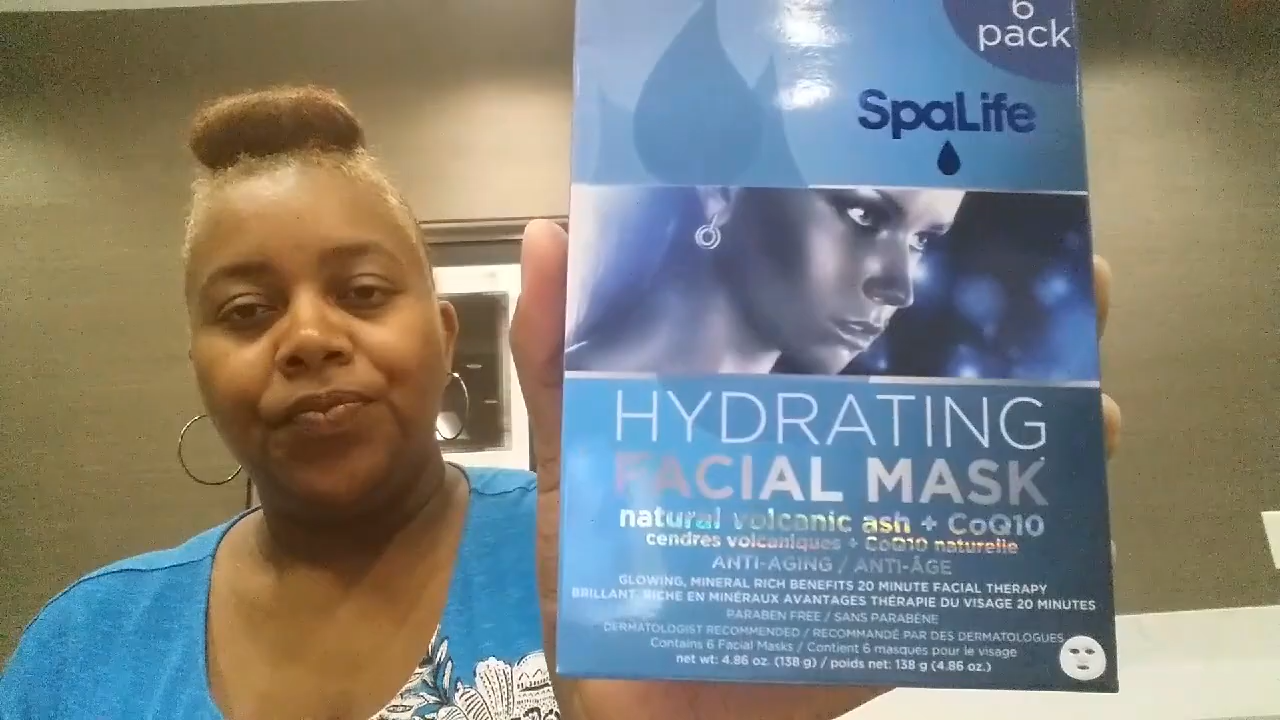 6
pack
SpaLife
HYDRATING
FACIAL MASK
natural volcanic ash + CoQ10
cendres volcaniques + CoQ10 naturelle
ANTI-AGING / ANTI-ÂGE
GLOWING, MINERAL RICH BENEFITS 20 MINUTE FACIAL THERAPY
BRILLANT, RICHE EN MINÉRAUX AVANTAGES THÉRAPIE DU VISAGE 20 MINUTES
PARABEN FREE / SANS PARABÈNE
DERMATOLOGIST RECOMMENDED / RECOMMANDÉ PAR DES DERMATOLOGUES
Contains 6 Facial Masks / Contient 6 masques pour le visage
net wt: 4.86 oz. (138 g) / poids net: 138 g (4.86 oz.)